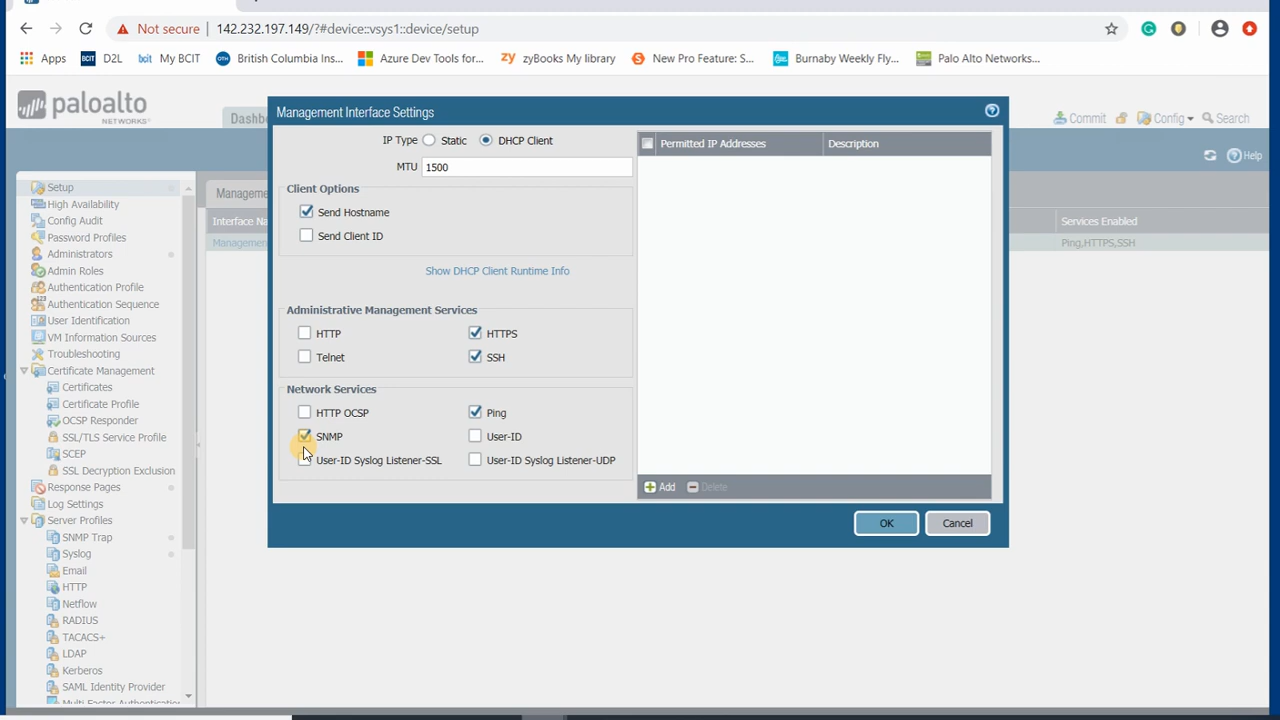 Not secure 142.232.197.149/?#device::vsys1::device/setup
Apps D2L My BCIT British Columbia Ins... Azure Dev Tools for... zyBooks My library New Pro Feature: S... Burnaby Weekly Fly... Palo Alto Networks...
paloalto
NETWORKS
Dashb
Commit Config Search
Help
Management Interface Settings
IP Type Static DHCP Client
MTU 1500
Client Options
Send Hostname
Send Client ID
Show DHCP Client Runtime Info
Administrative Management Services
HTTP HTTPS
Telnet SSH
Network Services
HTTP OCSP Ping
SNMP User-ID
User-ID Syslog Listener-SSL User-ID Syslog Listener-UDP
Permitted IP Addresses Description
Add Delete
OK Cancel
Setup
High Availability
Config Audit
Password Profiles
Administrators
Admin Roles
Authentication Profile
Authentication Sequence
User Identification
VM Information Sources
Troubleshooting
Certificate Management
Certificates
Certificate Profile
OCSP Responder
SSL/TLS Service Profile
SCEP
SSL Decryption Exclusion
Response Pages
Log Settings
Server Profiles
SNMP Trap
Syslog
Email
HTTP
Netflow
RADIUS
TACACS+
LDAP
Kerberos
SAML Identity Provider
Multi Factor Authentication
Manageme
Interface Na
Management
Services Enabled
Ping,HTTPS,SSH